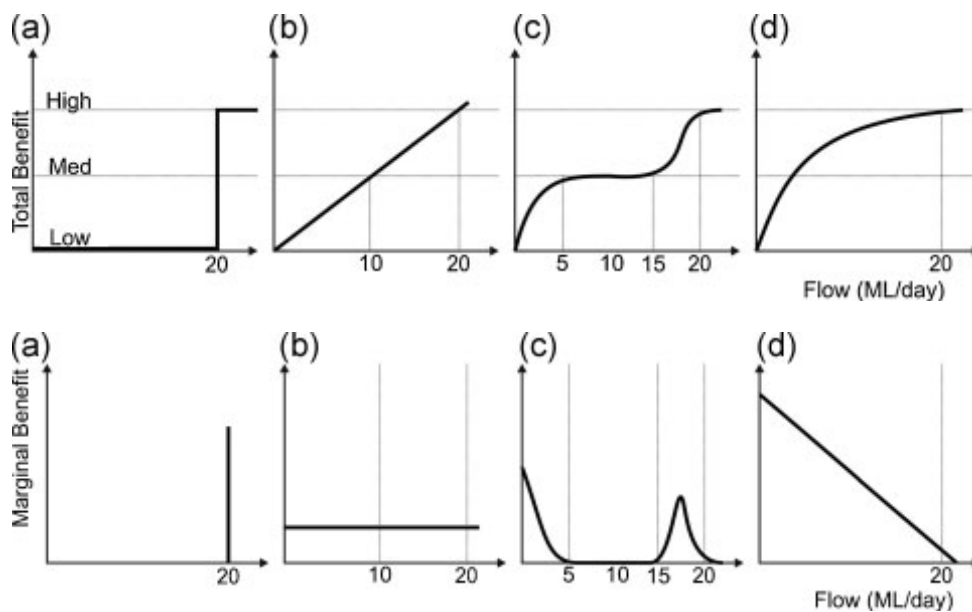 (a) (b) (c) (d)
Total Benefit
High
Med
Low
20 10 20 5 10 15 20 20
Flow (ML/day)
(a) (b) (c) (d)
Marginal Benefit
20 10 20 5 10 15 20 20
Flow (ML/day)